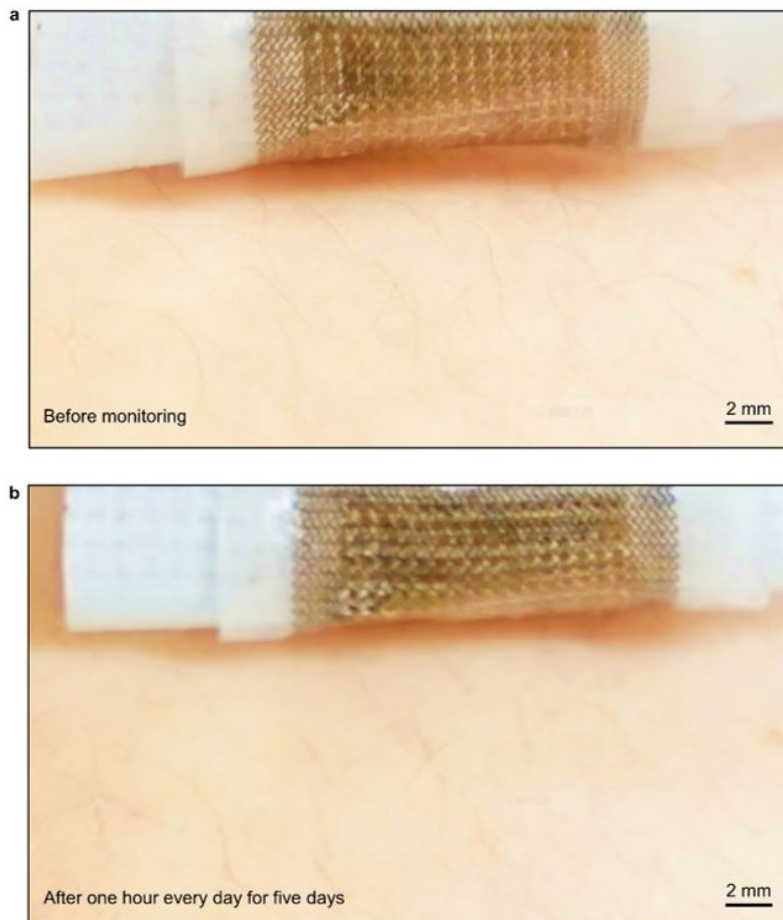 a
Before monitoring
2 mm
b
After one hour every day for five days
2 mm